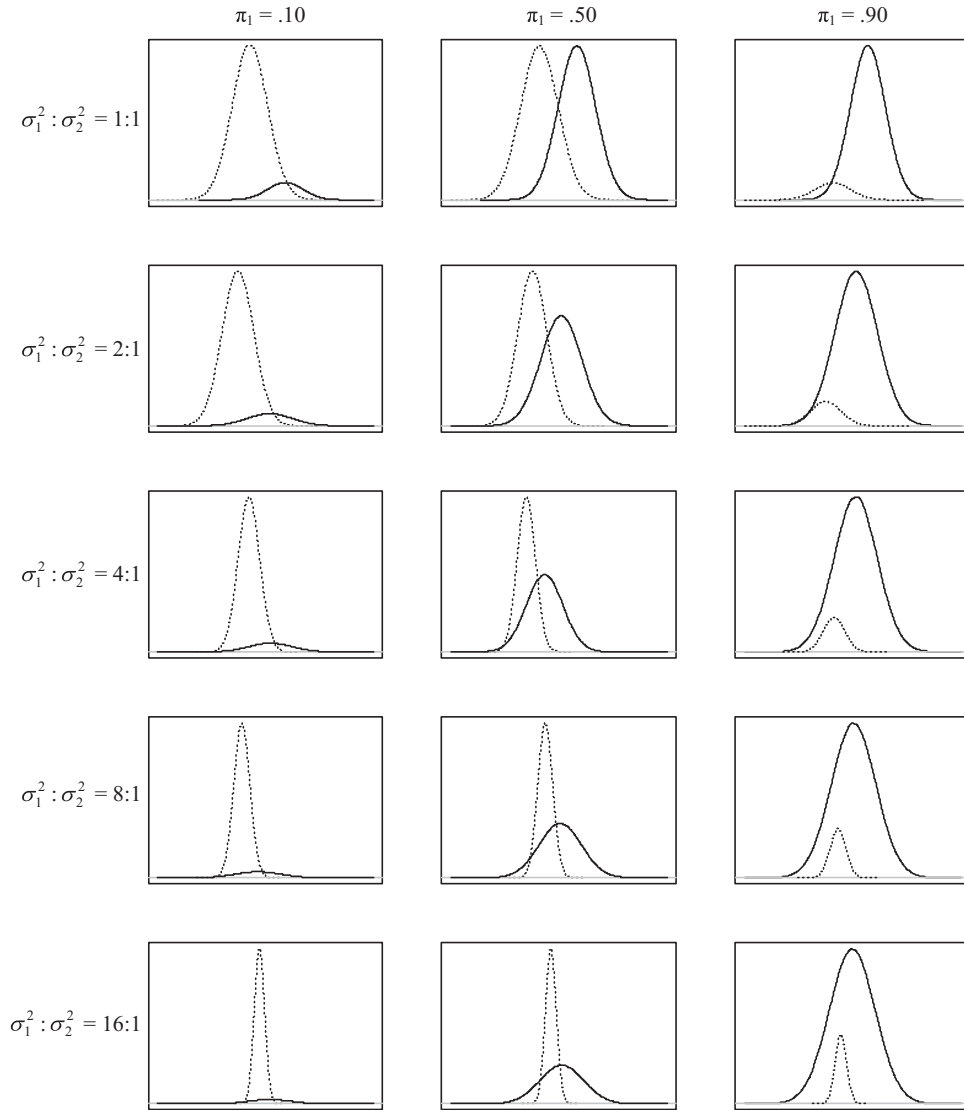 π₁ = .10 π₁ = .50 π₁ = .90
σ₁² : σ₂² = 1:1
σ₁² : σ₂² = 2:1
σ₁² : σ₂² = 4:1
σ₁² : σ₂² = 8:1
σ₁² : σ₂² = 16:1